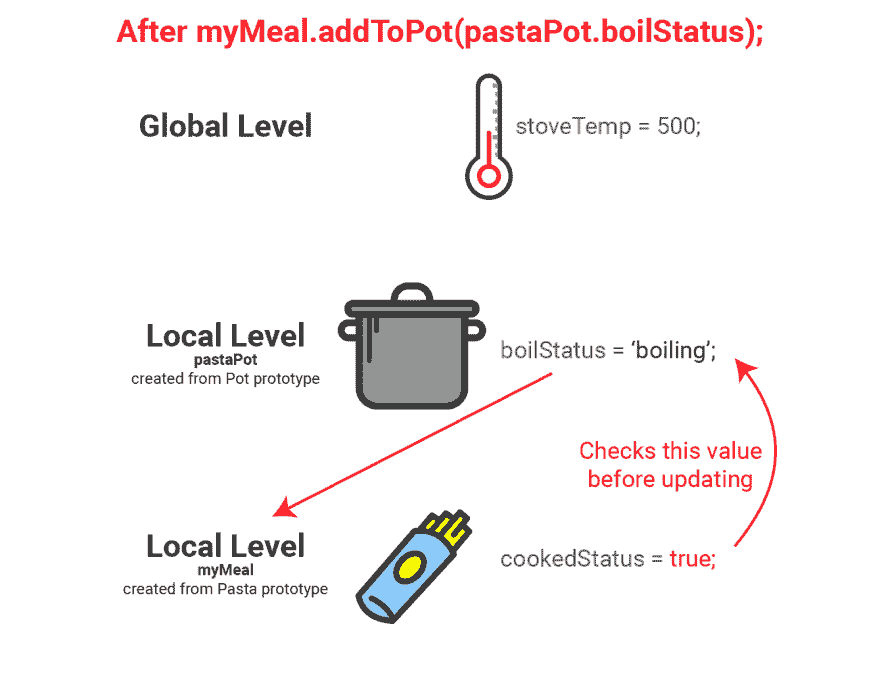 After myMeal.addToPot(pastaPot.boilStatus);
Global Level
stoveTemp = 500;
Local Level
pastaPot
created from Pot prototype
boilStatus = ‘boiling’;
Checks this value
before updating
Local Level
myMeal
created from Pasta prototype
cookedStatus = true;